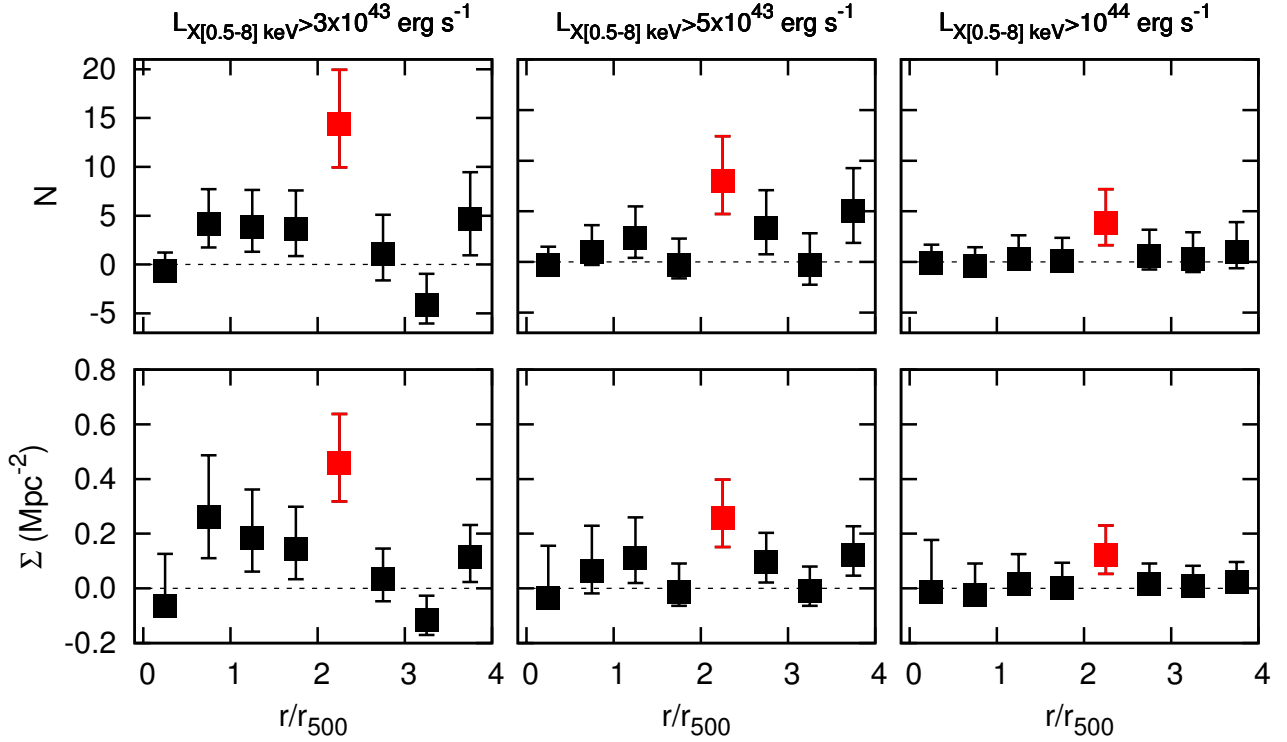 L_X[0.5-8] keV>3x10^43 erg s^-1 L_X[0.5-8] keV>5x10^43 erg s^-1 L_X[0.5-8] keV>10^44 erg s^-1
20
15
10
5
0
-5
N
0.8
0.6
0.4
0.2
0.0
-0.2
Σ (Mpc^-2)
0 1 2 3 4 0 1 2 3 4 0 1 2 3 4
r/r_500 r/r_500 r/r_500